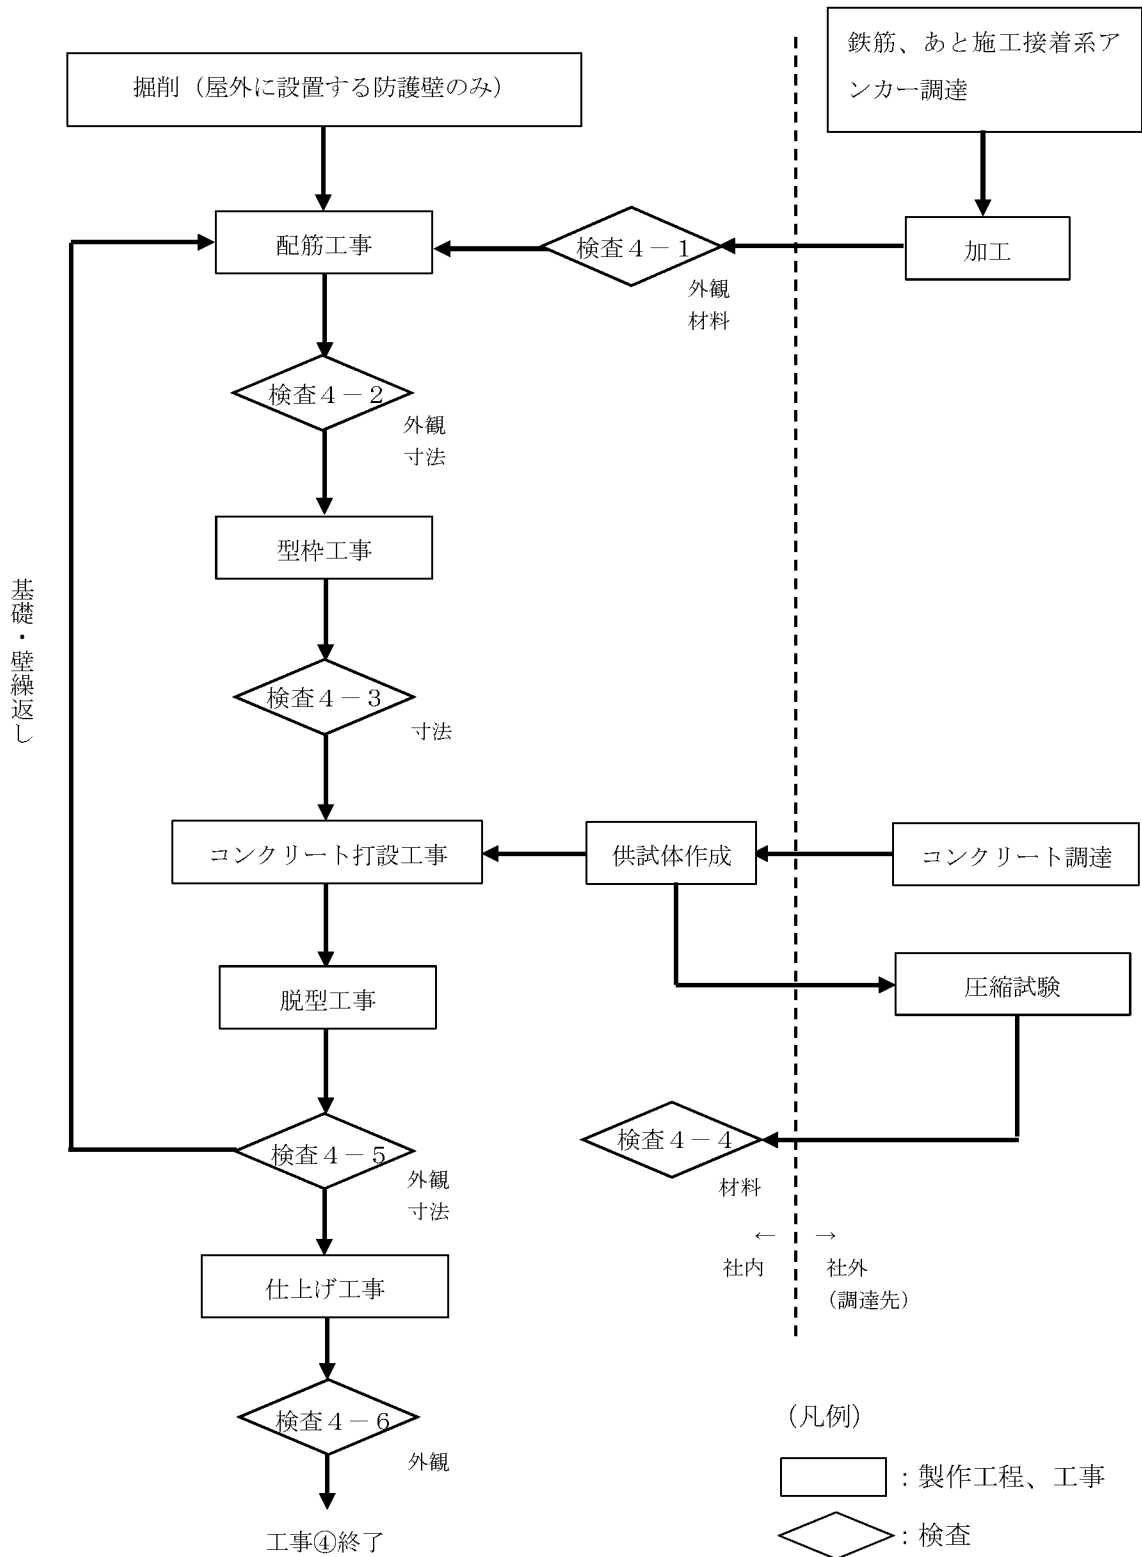 鉄筋、あと施工接着系ア
ンカー調達
掘削（屋外に設置する防護壁のみ）
配筋工事
検査４－１
加工
外観
材料
検査４－２
外観
寸法
型枠工事
基礎・壁繰返し
検査４－３
寸法
コンクリート打設工事
供試体作成
コンクリート調達
脱型工事
圧縮試験
検査４－４
材料
検査４－５
外観
寸法
← →
社内 社外
（調達先）
仕上げ工事
検査４－６
外観
工事④終了
（凡例）
：製作工程、工事
：検査